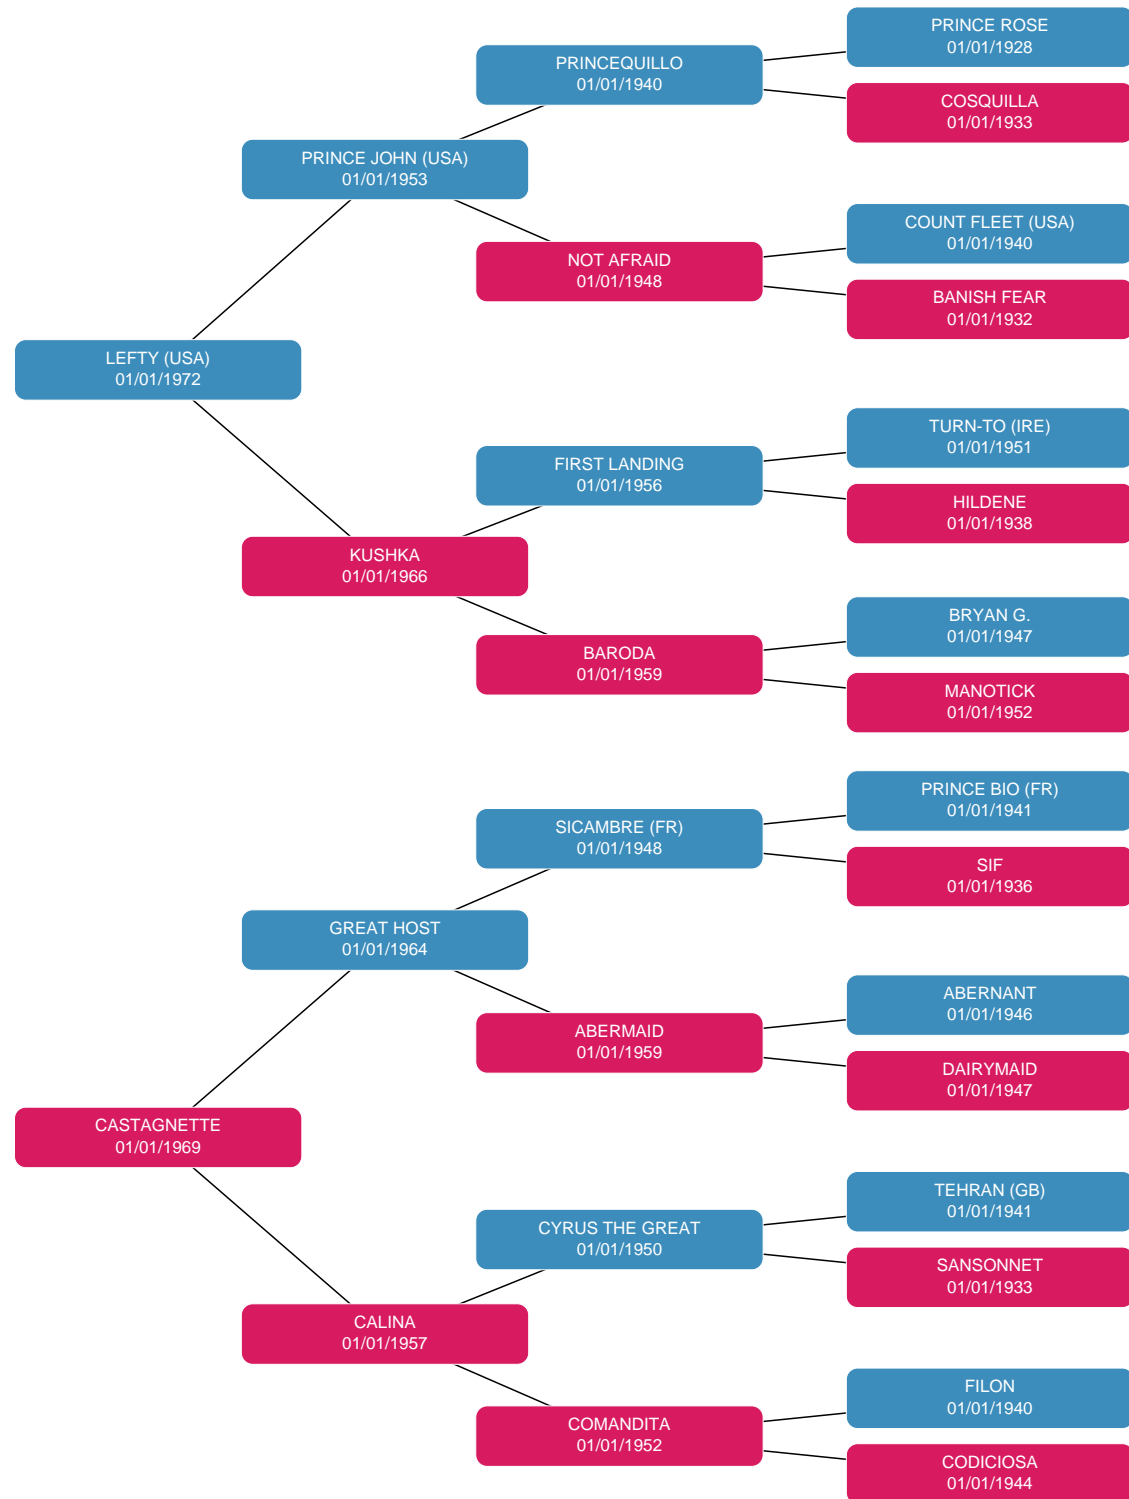 PRINCE ROSE
01/01/1928
PRINCEQUILLO
01/01/1940
COSQUILLA
01/01/1933
PRINCE JOHN (USA)
01/01/1953
COUNT FLEET (USA)
01/01/1940
NOT AFRAID
01/01/1948
BANISH FEAR
01/01/1932
LEFTY (USA)
01/01/1972
TURN-TO (IRE)
01/01/1951
FIRST LANDING
01/01/1956
HILDENE
01/01/1938
KUSHKA
01/01/1966
BRYAN G.
01/01/1947
BARODA
01/01/1959
MANOTICK
01/01/1952
PRINCE BIO (FR)
01/01/1941
SICAMBRE (FR)
01/01/1948
SIF
01/01/1936
GREAT HOST
01/01/1964
ABERNANT
01/01/1946
ABERMAID
01/01/1959
DAIRYMAID
01/01/1947
CASTAGNETTE
01/01/1969
TEHRAN (GB)
01/01/1941
CYRUS THE GREAT
01/01/1950
SANSONNET
01/01/1933
CALINA
01/01/1957
FILON
01/01/1940
COMANDITA
01/01/1952
CODICIOSA
01/01/1944